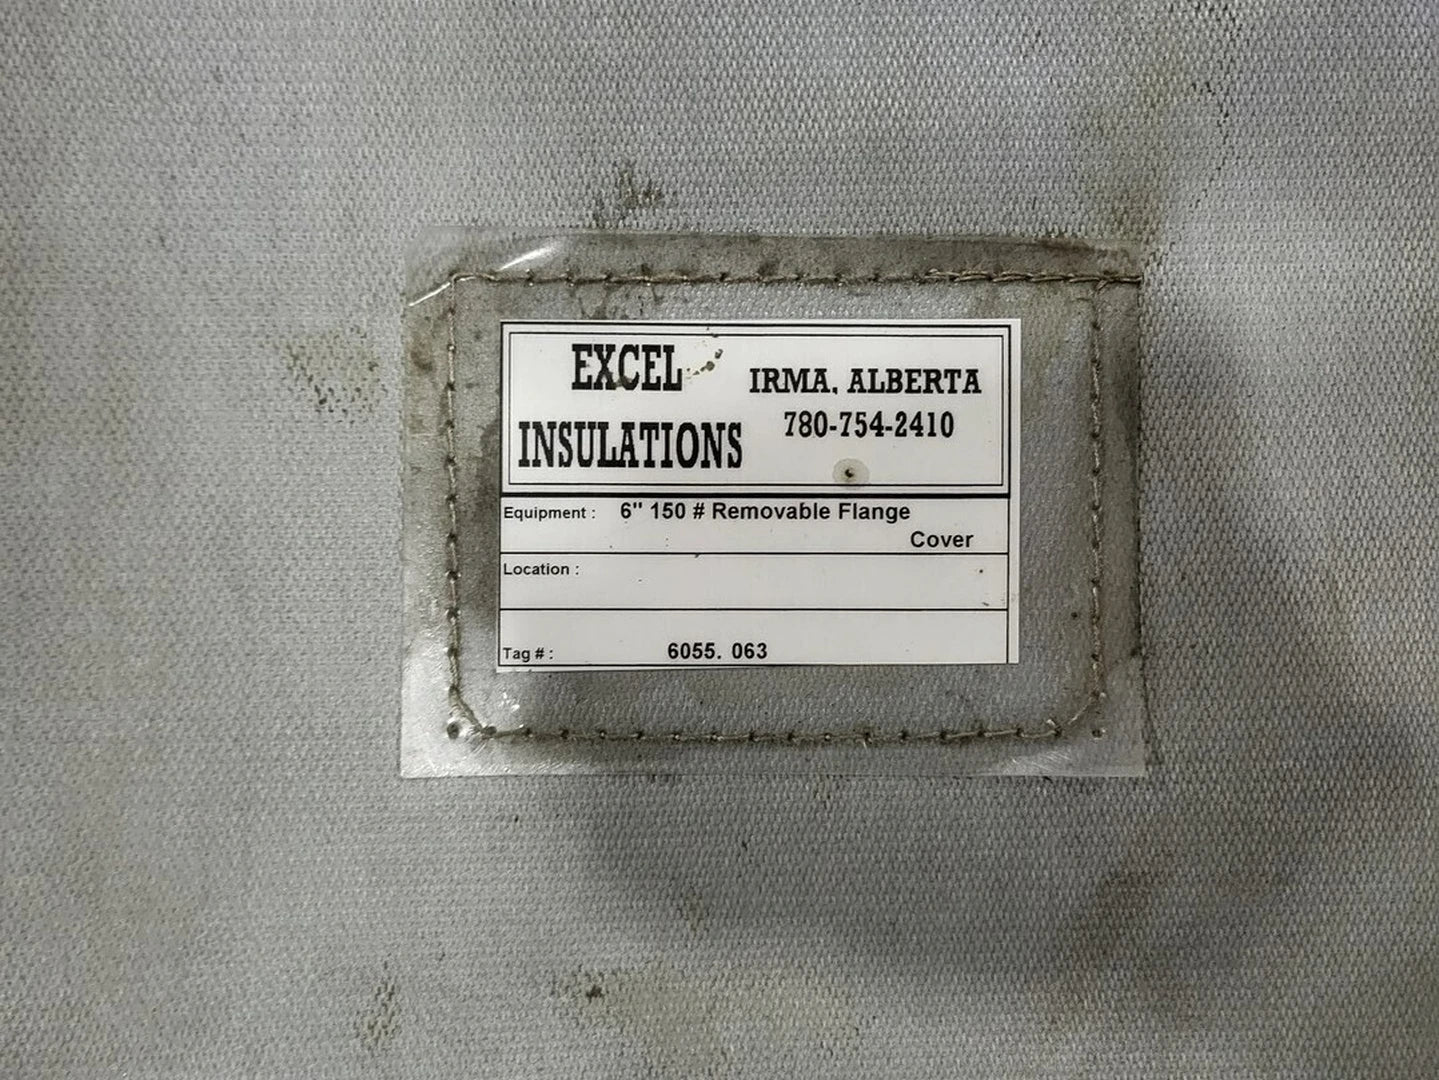 EXCEL
INSULATIONS
IRMA, ALBERTA
780-754-2410
Equipment : 6" 150 # Removable Flange
Cover
Location :
Tag # : 6055. 063